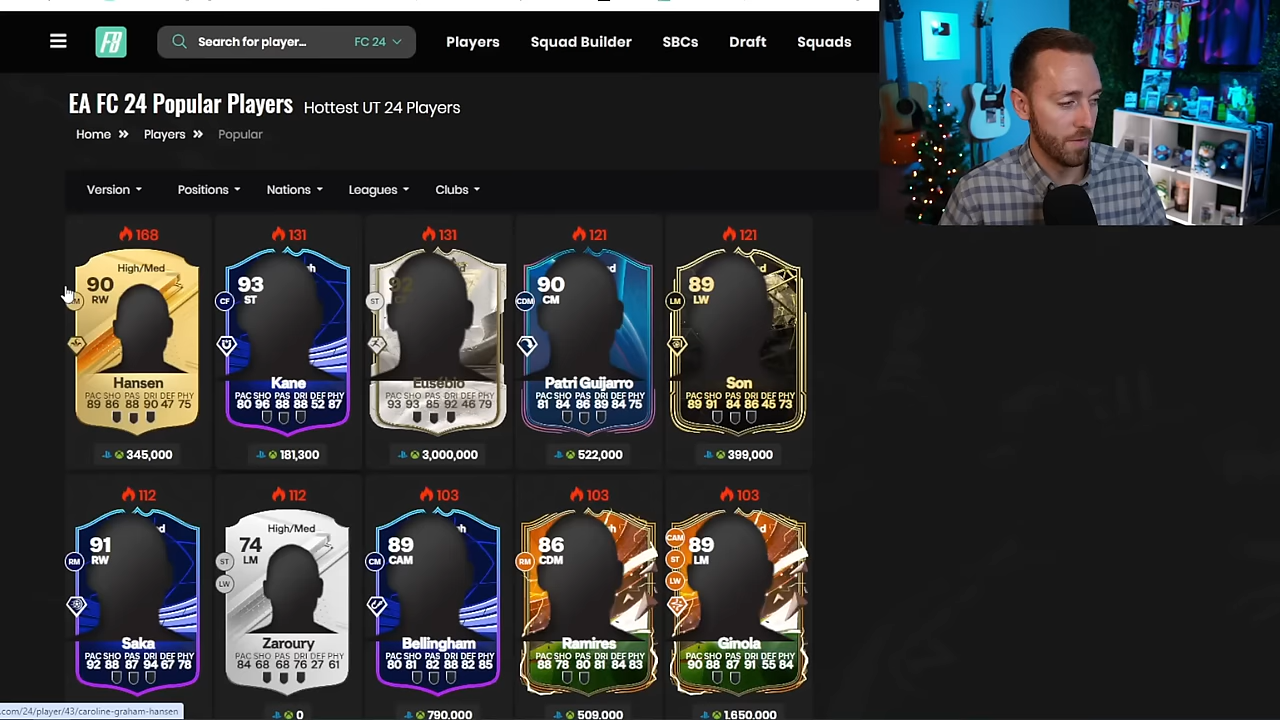 FB
Search for player...
FC 24
Players
Squad Builder
SBCs
Draft
Squads
EA FC 24 Popular Players
Hottest UT 24 Players
Home » Players » Popular
Version
Positions
Nations
Leagues
Clubs
168
High/Med
90
RW
Hansen
PAC SHO PAS DRI DEF PHY
89 86 88 90 47 75
345,000
131
93
ST
CF
Kane
PAC SHO PAS DRI DEF PHY
80 96 88 88 52 87
181,300
131
ST
Eusébio
PAC SHO PAS DRI DEF PHY
93 93 85 92 46 79
3,000,000
121
90
CM
CDM
Patri Guijarro
PAC SHO PAS DRI DEF PHY
81 84 86 89 84 75
522,000
121
89
LW
LM
Son
PAC SHO PAS DRI DEF PHY
89 91 84 86 45 73
399,000
112
91
RW
RM
Saka
PAC SHO PAS DRI DEF PHY
92 88 87 94 67 78
112
High/Med
74
LM
ST
LW
Zaroury
PAC SHO PAS DRI DEF PHY
84 68 68 76 27 61
0
103
89
CAM
CM
Bellingham
PAC SHO PAS DRI DEF PHY
80 81 82 88 82 85
790,000
103
86
CDM
RM
Ramires
PAC SHO PAS DRI DEF PHY
88 78 80 81 84 83
509,000
103
89
LM
CAM
ST
LW
Ginola
PAC SHO PAS DRI DEF PHY
90 88 87 91 55 84
1,650,000
.com/24/player/43/caroline-graham-hansen